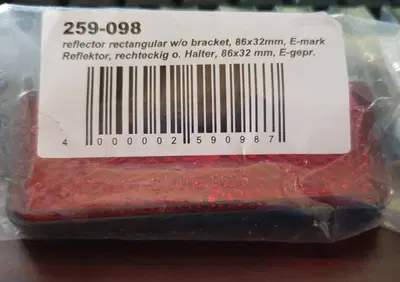 259-098
reflector rectangular w/o bracket, 86x32mm, E-mark
Reflektor, rechteckig o. Halter, 86x32 mm, E-gepr.
4 000002 590987